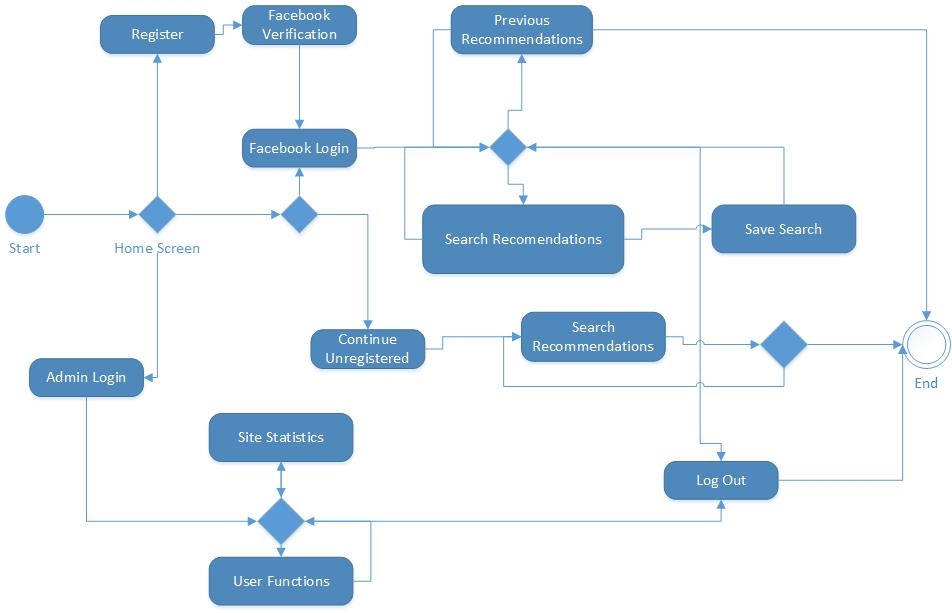 Register
Facebook
Verification
Previous
Recommendations
Facebook Login
Start
Home Screen
Search Recomendations
Save Search
Continue
Unregistered
Search
Recommendations
End
Admin Login
Site Statistics
Log Out
User Functions